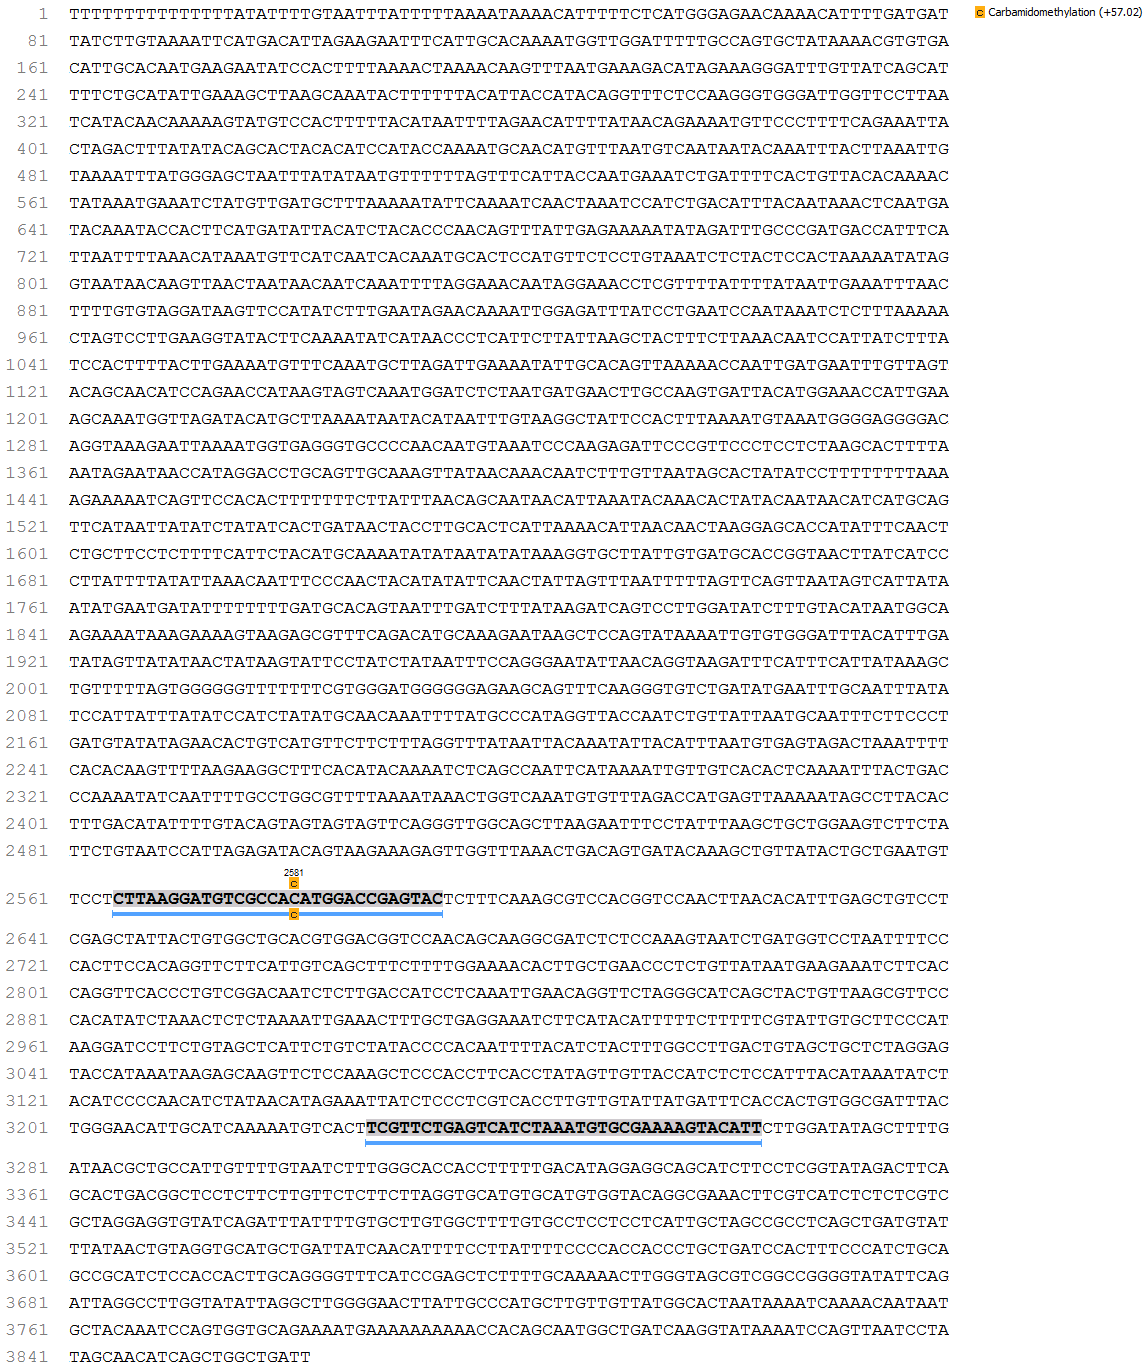 1 TTTTTTTTTTTTTTTATATTTTGTAATTTATTTTTAAAATAAAACATTTTTCTCATGGGAGAACAAAACATTTTGATGAT
C Carbamidomethylation (+57.02)
81 TATCTTGTAAAATTCATGACATTAGAAGAATTTCATTGCACAAAATGGTTGGATTTTTGCCAGTGCTATAAAACGTGTGA
161 CATTGCACAATGAAGAATATCCACTTTTAAAACTAAAACAAGTTTAATGAAAGACATAGAAAGGGATTTGTTATCAGCAT
241 TTTCTGCATATTGAAAGCTTAAGCAAATACTTTTTTACATTACCATACAGGTTTCTCCAAGGGTGGGATTGGTTCCTTAA
321 TCATACAACAAAAAGTATGTCCACTTTTTACATAATTTTAGAACATTTTATAACAGAAAATGTTCCCTTTTCAGAAATTA
401 CTAGACTTTATATACAGCACTACACATCCATACCAAAATGCAACATGTTTAATGTCAATAATACAAATTTACTTAAATTG
481 TAAAATTTATGGGAGCTAATTTATATAATGTTTTTTAGTTTCATTACCAATGAAATCTGATTTTCACTGTTACACAAAAC
561 TATAAATGAAATCTATGTTGATGCTTTAAAAATATTCAAAATCAACTAAATCCATCTGACATTTACAATAAACTCAATGA
641 TACAAATACCACTTCATGATATTACATCTACACCCAACAGTTTATTGAGAAAAATATAGATTTGCCCGATGACCATTTCA
721 TTAATTTTAAACATAAATGTTCATCAATCACAAATGCACTCCATGTTCTCCTGTAAATCTCTACTCCACTAAAAATATAG
801 GTAATAACAAGTTAACTAATAACAATCAAATTTTAGGAAACAATAGGAAACCTCGTTTTATTTTATAATTGAAATTTAAC
881 TTTTGTGTAGGATAAGTTCCATATCTTTGAATAGAACAAAATTGGAGATTTATCCTGAATCCAATAAATCTCTTTAAAAA
961 CTAGTCCTTGAAGGTATACTTCAAAATATCATAACCCTCATTCTTATTAAGCTACTTTCTTAAACAATCCATTATCTTTA
1041 TCCACTTTTACTTGAAAATGTTTCAAATGCTTAGATTGAAAATATTGCACAGTTAAAAACCAATTGATGAATTTGTTAGT
1121 ACAGCAACATCCAGAACCATAAGTAGTCAAATGGATCTCTAATGATGAACTTGCCAAGTGATTACATGGAAACCATTGAA
1201 AGCAAATGGTTAGATACATGCTTAAAATAATACATAATTTGTAAGGCTATTCCACTTTAAAATGTAAATGGGGAGGGGAC
1281 AGGTAAAGAATTAAAATGGTGAGGGTGCCCCAACAATGTAAATCCCAAGAGATTCCCGTTCCCTCCTCTAAGCACTTTTA
1361 AATAGAATAACCATAGGACCTGCAGTTGCAAAGTTATAACAAACAATCTTTGTTAATAGCACTATATCCTTTTTTTTAAA
1441 AGAAAAATCAGTTCCACACTTTTTTTCTTATTTAACAGCAATAACATTAAATACAAACACTATACAATAACATCATGCAG
1521 TTCATAATTATATCTATATCACTGATAACTACCTTGCACTCATTAAAACATTAACAACTAAGGAGCACCATATTTCAACT
1601 CTGCTTCCTCTTTTCATTCTACATGCAAAATATATAATATATAAAGGTGCTTATTGTGATGCACCGGTAACTTATCATCC
1681 CTTATTTTATATTAAACAATTTCCCAACTACATATATTCAACTATTAGTTTAATTTTTAGTTCAGTTAATAGTCATTATA
1761 ATATGAATGATATTTTTTTTGATGCACAGTAATTTGATCTTTATAAGATCAGTCCTTGGATATCTTTGTACATAATGGCA
1841 AGAAAATAAAGAAAAGTAAGAGCGTTTCAGACATGCAAAGAATAAGCTCCAGTATAAAATTGTGTGGGATTTACATTTGA
1921 TATAGTTATATAACTATAAGTATTCCTATCTATAATTTCCAGGGAATATTAACAGGTAAGATTTCATTTCATTATAAAGC
2001 TGTTTTTAGTGGGGGGTTTTTTTCGTGGGATGGGGGGAGAAGCAGTTTCAAGGGTGTCTGATATGAATTTGCAATTTATA
2081 TCCATTATTTATATCCATCTATATGCAACAAATTTTATGCCCATAGGTTACCAATCTGTTATTAATGCAATTTCTTCCCT
2161 GATGTATATAGAACACTGTCATGTTCTTCTTTAGGTTTATAATTACAAATATTACATTTAATGTGAGTAGACTAAATTTT
2241 CACACAAGTTTTAAGAAGGCTTTCACATACAAAATCTCAGCCAATTCATAAAATTGTTGTCACACTCAAAATTTACTGAC
2321 CCAAAATATCAATTTTGCCTGGCGTTTTAAAATAAACTGGTCAAATGTGTTTAGACCATGAGTTAAAAATAGCCTTACAC
2401 TTTGACATATTTTGTACAGTAGTAGTAGTTCAGGGTTGGCAGCTTAAGAATTTCCTATTTAAGCTGCTGGAAGTCTTCTA
2481 TTCTGTAATCCATTAGAGATACAGTAAGAAAGAGTTGGTTTAAACTGACAGTGATACAAAGCTGTTATACTGCTGAATGT
2581
C
2561 TCCTCTTAAGGATGTCGCCACATGGACCGAGTACTCTTTCAAAGCGTCCACGGTCCAACTTAACACATTTGAGCTGTCCT
C
2641 CGAGCTATTACTGTGGCTGCACGTGGACGGTCCAACAGCAAGGCGATCTCTCCAAAGTAATCTGATGGTCCTAATTTTCC
2721 CACTTCCACAGGTTCTTCATTGTCAGCTTTCTTTTGGAAAACACTTGCTGAACCCTCTGTTATAATGAAGAAATCTTCAC
2801 CAGGTTCACCCTGTCGGACAATCTCTTGACCATCCTCAAATTGAACAGGTTCTAGGGCATCAGCTACTGTTAAGCGTTCC
2881 CACATATCTAAACTCTCTAAAATTGAAACTTTGCTGAGGAAATCTTCATACATTTTTCTTTTTCGTATTGTGCTTCCCAT
2961 AAGGATCCTTCTGTAGCTCATTCTGTCTATACCCCACAATTTTACATCTACTTTGGCCTTGACTGTAGCTGCTCTAGGAG
3041 TACCATAAATAAGAGCAAGTTCTCCAAAGCTCCCACCTTCACCTATAGTTGTTACCATCTCTCCATTTACATAAATATCT
3121 ACATCCCCAACATCTATAACATAGAAATTATCTCCCTCGTCACCTTGTTGTATTATGATTTCACCACTGTGGCGATTTAC
3201 TGGGAACATTGCATCAAAAATGTCACTTCGTTCTGAGTCATCTAAATGTGCGAAAAGTACATTCTTGGATATAGCTTTTG
3281 ATAACGCTGCCATTGTTTTGTAATCTTTGGGCACCACCTTTTTGACATAGGAGGCAGCATCTTCCTCGGTATAGACTTCA
3361 GCACTGACGGCTCCTCTTCTTGTTCTCTTCTTAGGTGCATGTGCATGTGGTACAGGCGAAACTTCGTCATCTCTCTCGTC
3441 GCTAGGAGGTGTATCAGATTTATTTTGTGCTTGTGGCTTTTGTGCCTCCTCCTCATTGCTAGCCGCCTCAGCTGATGTAT
3521 TTATAACTGTAGGTGCATGCTGATTATCAACATTTTCCTTATTTTCCCCACCACCCTGCTGATCCACTTTCCCATCTGCA
3601 GCCGCATCTCCACCACTTGCAGGGGTTTCATCCGAGCTCTTTTGCAAAAACTTGGGTAGCGTCGGCCGGGGTATATTCAG
3681 ATTAGGCCTTGGTATATTAGGCTTGGGGAACTTATTGCCCATGCTTGTTGTTATGGCACTAATAAAATCAAAACAATAAT
3761 GCTACAAATCCAGTGGTGCAGAAAATGAAAAAAAAAACCACAGCAATGGCTGATCAAGGTATAAAATCCAGTTAATCCTA
3841 TAGCAACATCAGCTGGCTGATT